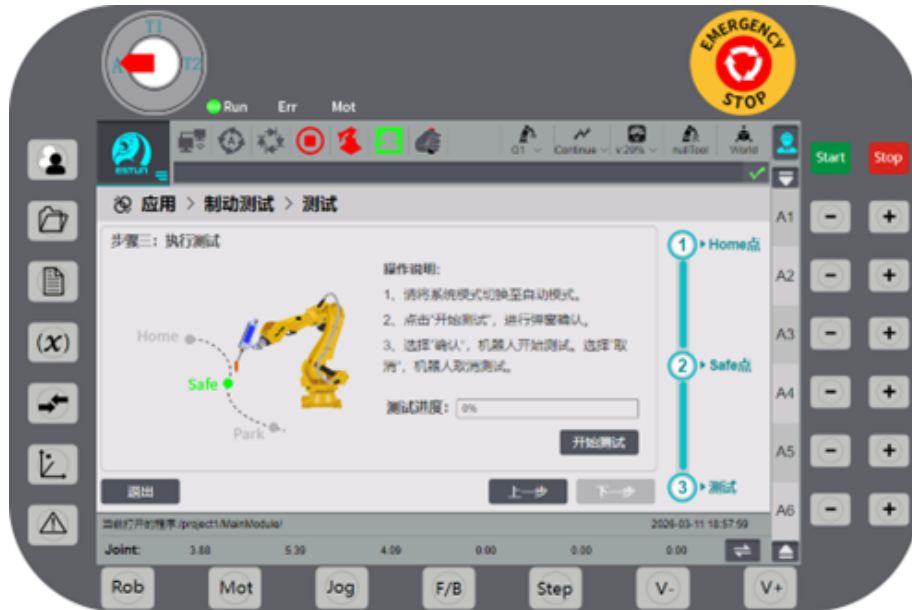 T1
A
T2
EMERGENCY
STOP
Run Err Mot
ESTUN
G1 Continue v:20% nullTool World
Start Stop
应用 > 制动测试 > 测试
A1 - +
步骤三：执行测试
1 Home点
操作说明:
A2 - +
1、请将系统模式切换至自动模式。
2、点击"开始测试"，进行弹窗确认。
Home
(x)
A3 - +
3、选择"确认"，机器人开始测试。选择"取
消"，机器人取消测试。
2 Safe点
Safe
A4 - +
测试进度： 0%
Park
开始测试
A5 - +
退出 上一步 下一步
3 测试
A6 - +
当前打开的程序:/project1/MainModule/ 2026-03-11 18:57:59
Joint: 3.88 5.39 4.09 0.00 0.00 0.00
Rob Mot Jog F/B Step V- V+